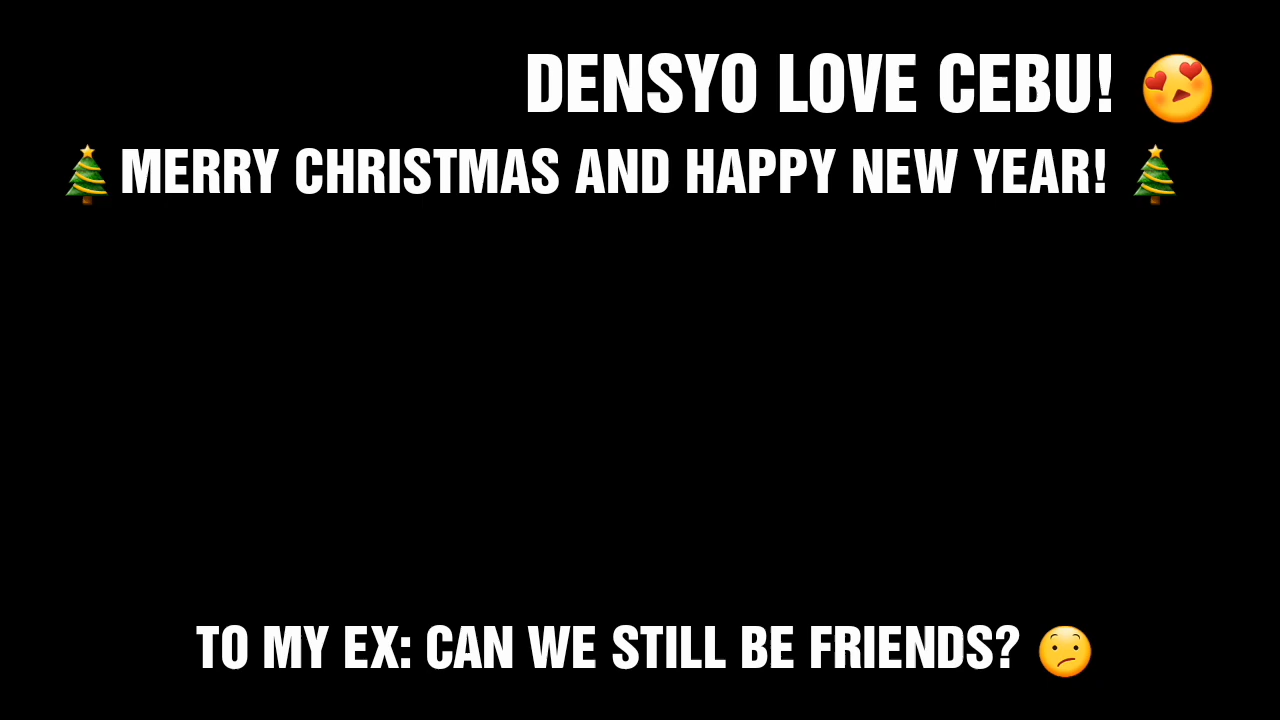 DENSYO LOVE CEBU! 😍
🎄MERRY CHRISTMAS AND HAPPY NEW YEAR! 🎄
TO MY EX: CAN WE STILL BE FRIENDS? 😕